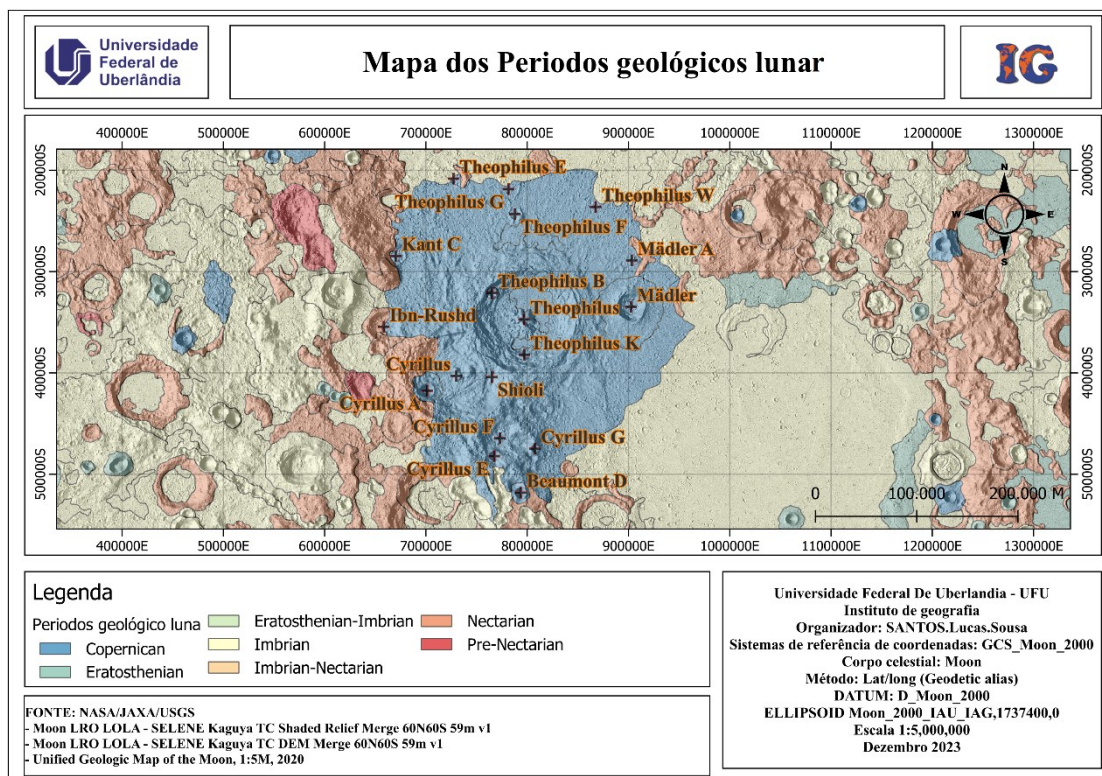 Universidade
Federal de
Uberlândia
Mapa dos Periodos geológicos lunar
IG
400000E 500000E 600000E 700000E 800000E 900000E 1000000E 1100000E 1200000E 1300000E
200000S 200000S
300000S 300000S
400000S 400000S
500000S 500000S
N
W E
S
Theophilus E
Theophilus G
Theophilus W
Theophilus F
Kant C
Mädler A
Theophilus B
Mädler
Theophilus
Ibn-Rushd
Theophilus K
Cyrillus
Shioli
Cyrillus A
Cyrillus F
Cyrillus G
Cyrillus E
Beaumont D
0 100.000 200.000 M
400000E 500000E 600000E 700000E 800000E 900000E 1000000E 1100000E 1200000E 1300000E
Legenda
Periodos geológico luna
Copernican
Eratosthenian
Eratosthenian-Imbrian
Imbrian
Imbrian-Nectarian
Nectarian
Pre-Nectarian
FONTE: NASA/JAXA/USGS
- Moon LRO LOLA - SELENE Kaguya TC Shaded Relief Merge 60N60S 59m v1
- Moon LRO LOLA - SELENE Kaguya TC DEM Merge 60N60S 59m v1
- Unified Geologic Map of the Moon, 1:5M, 2020
Universidade Federal De Uberlandia - UFU
Instituto de geografia
Organizador: SANTOS.Lucas.Sousa
Sistemas de referência de coordenadas: GCS_Moon_2000
Corpo celestial: Moon
Método: Lat/long (Geodetic alias)
DATUM: D_Moon_2000
ELLIPSOID Moon_2000_IAU_IAG,1737400,0
Escala 1:5,000,000
Dezembro 2023